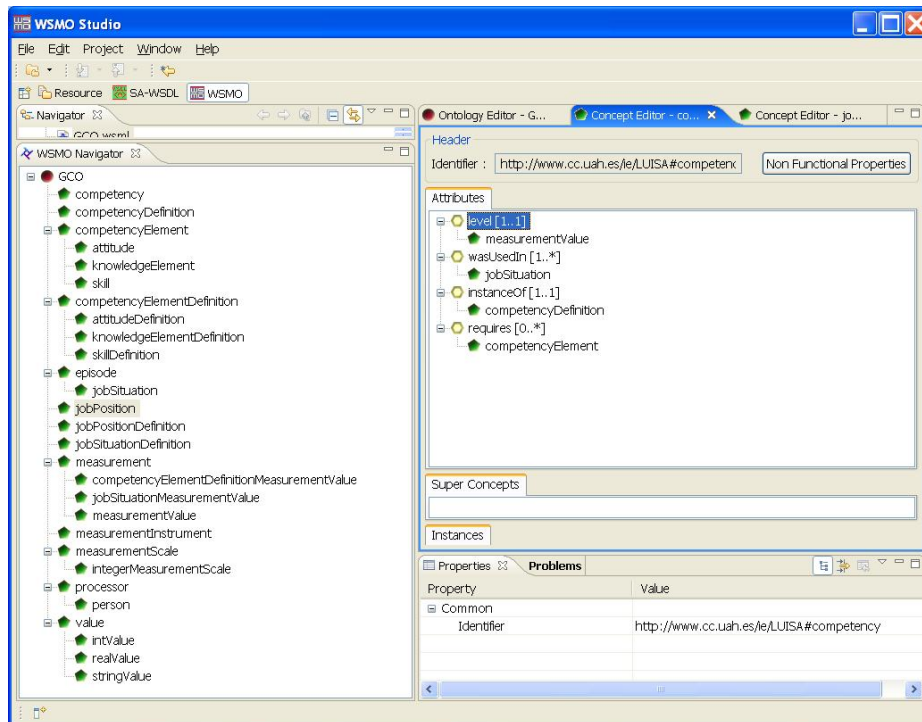 WSMO Studio
File Edit Project Window Help
Resource SA-WSDL WSMO
Navigator
GCO.wsml
WSMO Navigator
GCO
competency
competencyDefinition
competencyElement
attitude
knowledgeElement
skill
competencyElementDefinition
attitudeDefinition
knowledgeElementDefinition
skillDefinition
episode
jobSituation
jobPosition
jobPositionDefinition
jobSituationDefinition
measurement
competencyElementDefinitionMeasurementValue
jobSituationMeasurementValue
measurementValue
measurementInstrument
measurementScale
integerMeasurementScale
processor
person
value
intValue
realValue
stringValue
Ontology Editor - G... Concept Editor - co... Concept Editor - jo...
Header
Identifier : http://www.cc.uah.es/ie/LUISA#competenc Non Functional Properties
Attributes
level [1..1]
measurementValue
wasUsedIn [1..*]
jobSituation
instanceOf [1..1]
competencyDefinition
requires [0..*]
competencyElement
Super Concepts
Instances
Properties Problems
Property Value
Common
Identifier http://www.cc.uah.es/ie/LUISA#competency